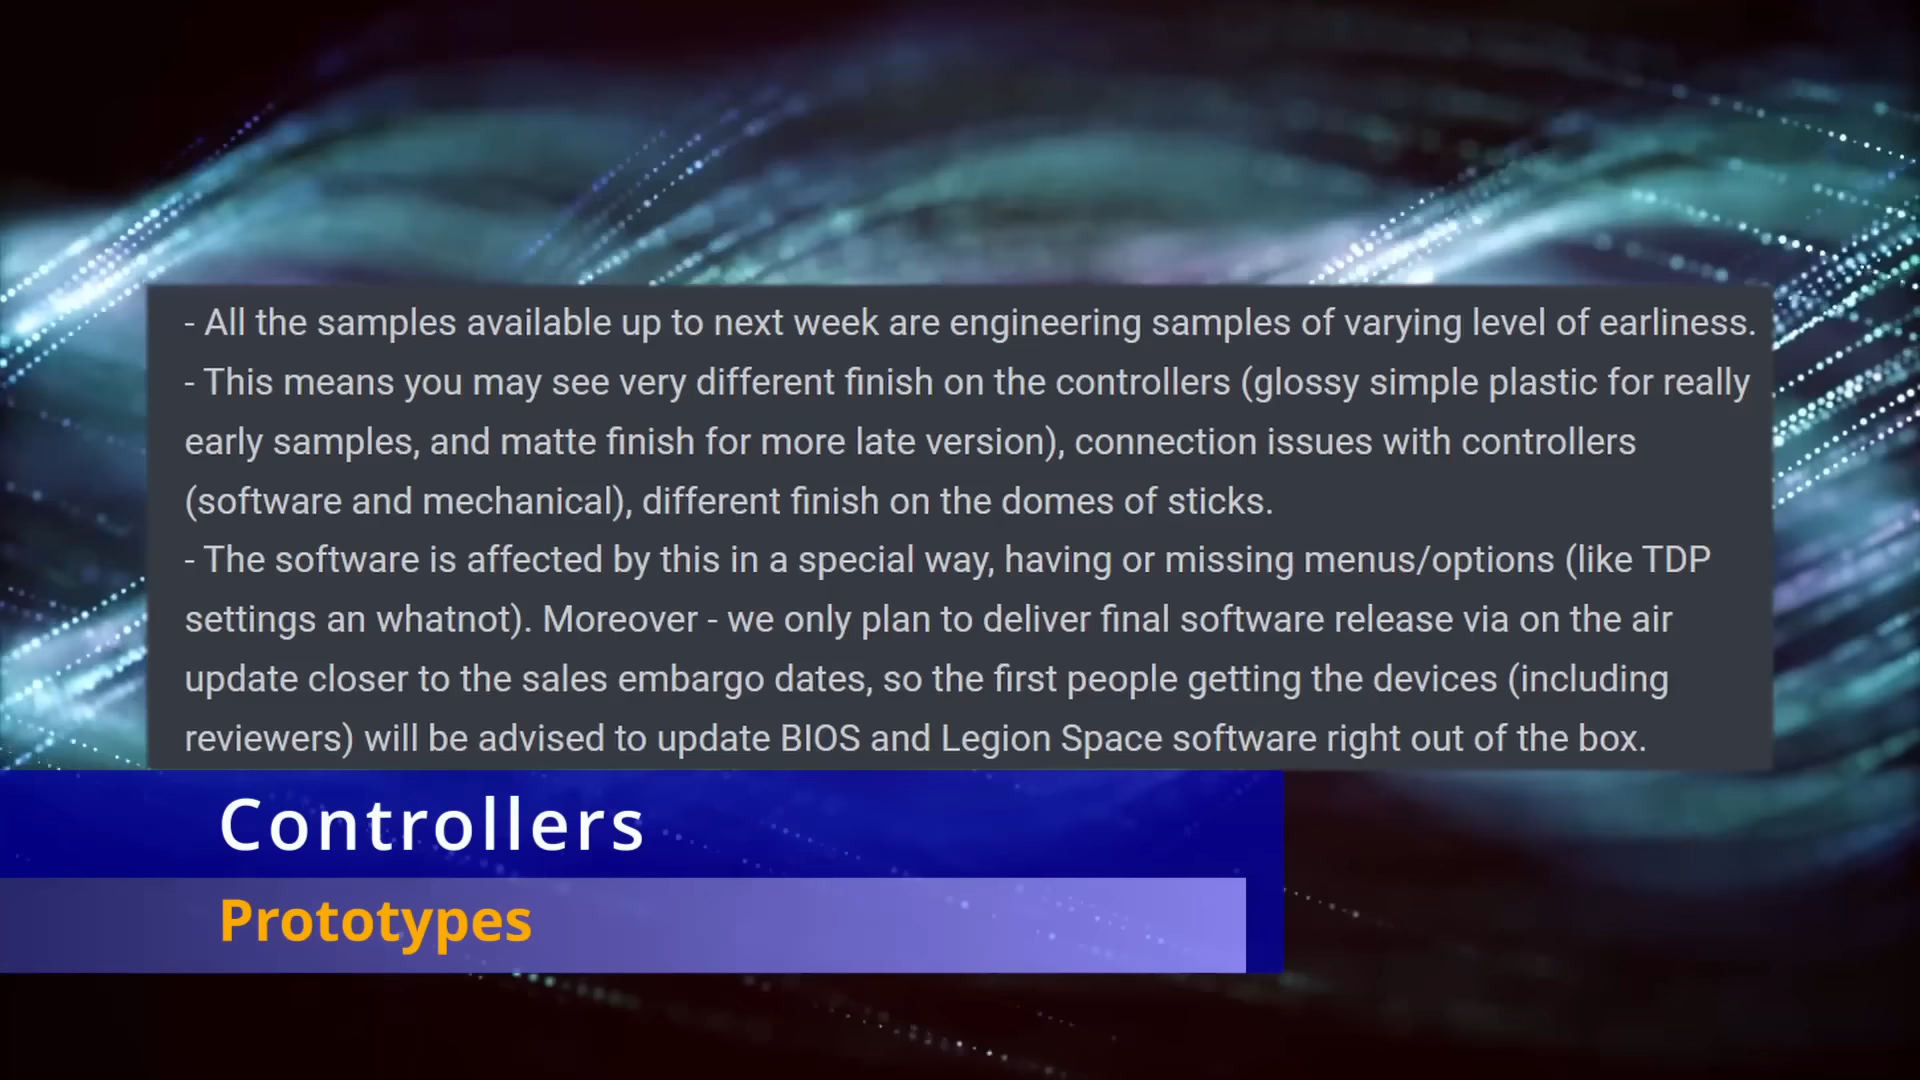 - All the samples available up to next week are engineering samples of varying level of earliness.
- This means you may see very different finish on the controllers (glossy simple plastic for really
early samples, and matte finish for more late version), connection issues with controllers
(software and mechanical), different finish on the domes of sticks.
- The software is affected by this in a special way, having or missing menus/options (like TDP
settings an whatnot). Moreover - we only plan to deliver final software release via on the air
update closer to the sales embargo dates, so the first people getting the devices (including
reviewers) will be advised to update BIOS and Legion Space software right out of the box.
Controllers
Prototypes